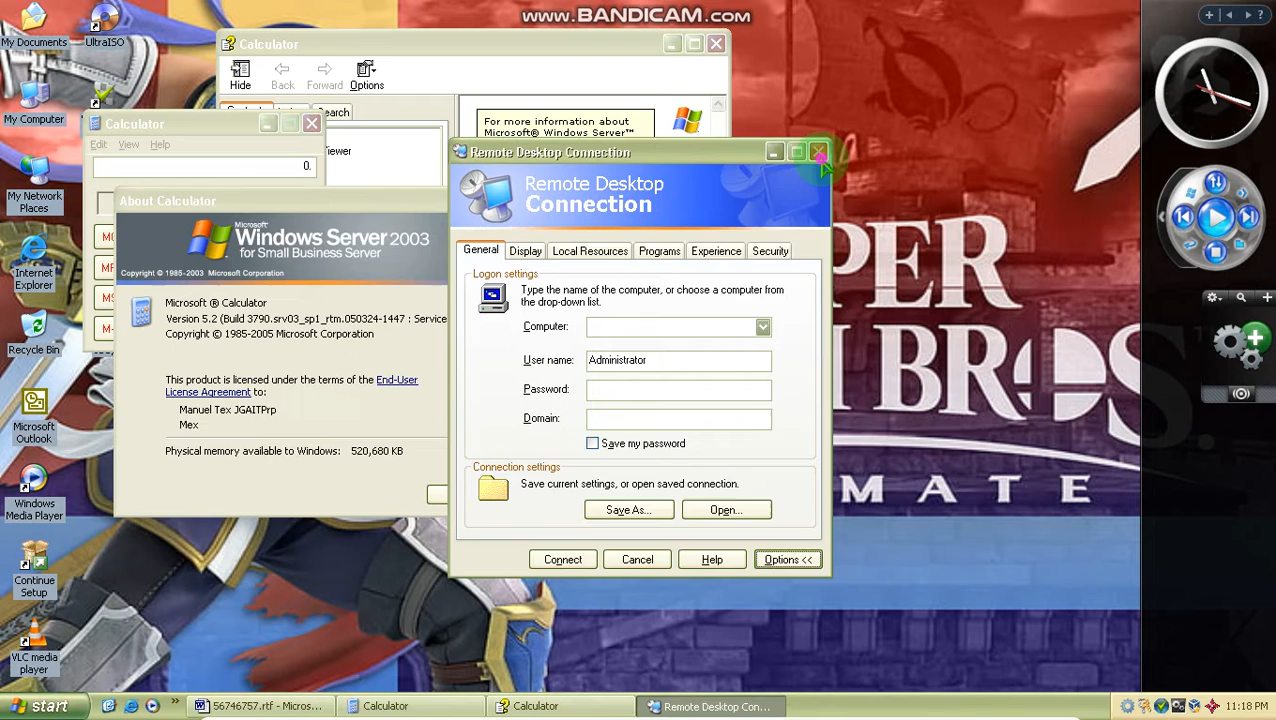 www.BANDICAM.com
My Documents
UltraISO
My Computer
My Network
Places
Internet
Explorer
Recycle Bin
Microsoft
Outlook
Windows
Media Player
Continue
Setup
VLC media
player
Calculator
Hide
Back
Forward
Options
Search
For more information about
Microsoft® Windows Server™
Calculator
Edit
View
Help
0.
Viewer
About Calculator
Microsoft
Windows Server 2003
for Small Business Server
Copyright © 1985-2003 Microsoft Corporation
Microsoft ® Calculator
Version 5.2 (Build 3790.srv03_sp1_rtm.050324-1447 : Service
Copyright © 1985-2005 Microsoft Corporation
This product is licensed under the terms of the End-User
License Agreement to:
Manuel Tex JGAITPrp
Mex
Physical memory available to Windows: 520,680 KB
Remote Desktop Connection
Remote Desktop
Connection
General
Display
Local Resources
Programs
Experience
Security
Logon settings
Type the name of the computer, or choose a computer from
the drop-down list.
Computer:
User name:
Administrator
Password:
Domain:
Save my password
Connection settings
Save current settings, or open saved connection.
Save As...
Open...
Connect
Cancel
Help
Options <<
PER
BROS.
MATE
start
56746757.rtf - Micros...
Calculator
Calculator
Remote Desktop Con...
11:18 PM